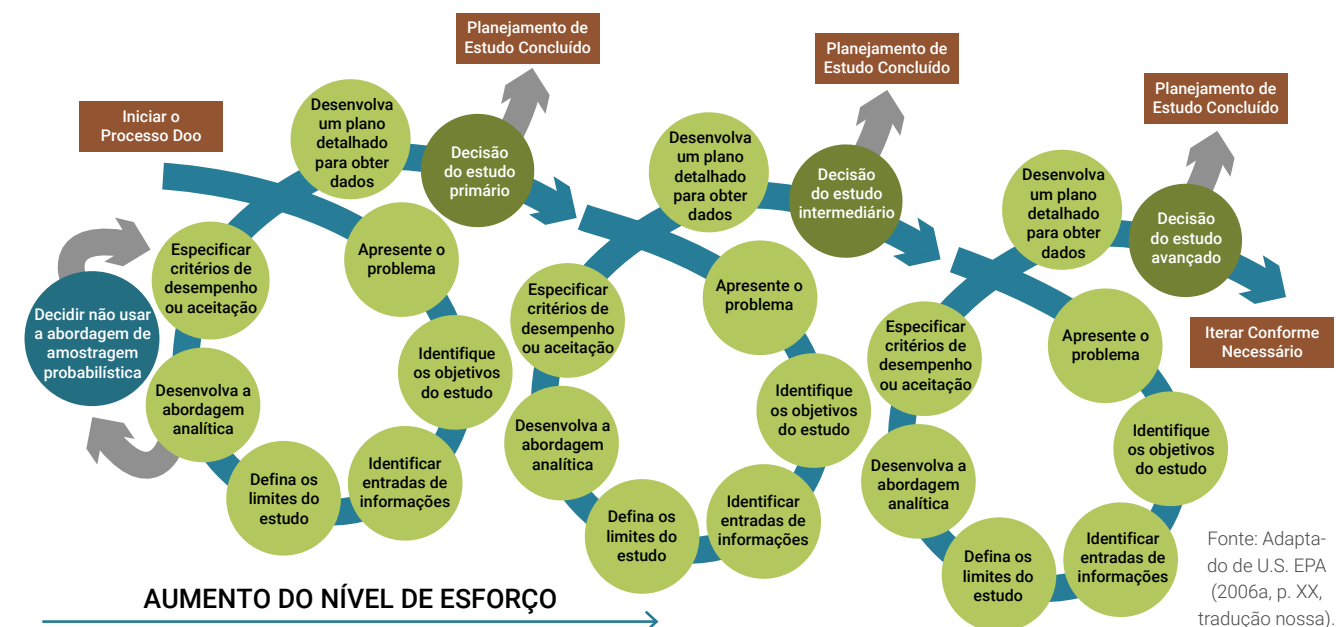 Iniciar o
Processo Doo
Planejamento de
Estudo Concluído
Desenvolva
um plano
detalhado
para obter
dados
Decisão
do estudo
primário
Apresente o
problema
Identifique
os objetivos
do estudo
Identificar
entradas de
informações
Defina os
limites do
estudo
Desenvolva a
abordagem
analítica
Especificar
critérios de
desempenho
ou aceitação
Decidir não usar
a abordagem de
amostragem
probabilística
Planejamento de
Estudo Concluído
Desenvolva
um plano
detalhado
para obter
dados
Decisão
do estudo
intermediário
Apresente o
problema
Identifique
os objetivos
do estudo
Identificar
entradas de
informações
Defina os
limites do
estudo
Desenvolva a
abordagem
analítica
Especificar
critérios de
desempenho
ou aceitação
Planejamento de
Estudo Concluído
Desenvolva
um plano
detalhado
para obter
dados
Decisão
do estudo
avançado
Apresente o
problema
Identifique
os objetivos
do estudo
Identificar
entradas de
informações
Defina os
limites do
estudo
Desenvolva a
abordagem
analítica
Especificar
critérios de
desempenho
ou aceitação
Iterar Conforme
Necessário
AUMENTO DO NÍVEL DE ESFORÇO
Fonte: Adapta-
do de U.S. EPA
(2006a, p. XX,
tradução nossa).